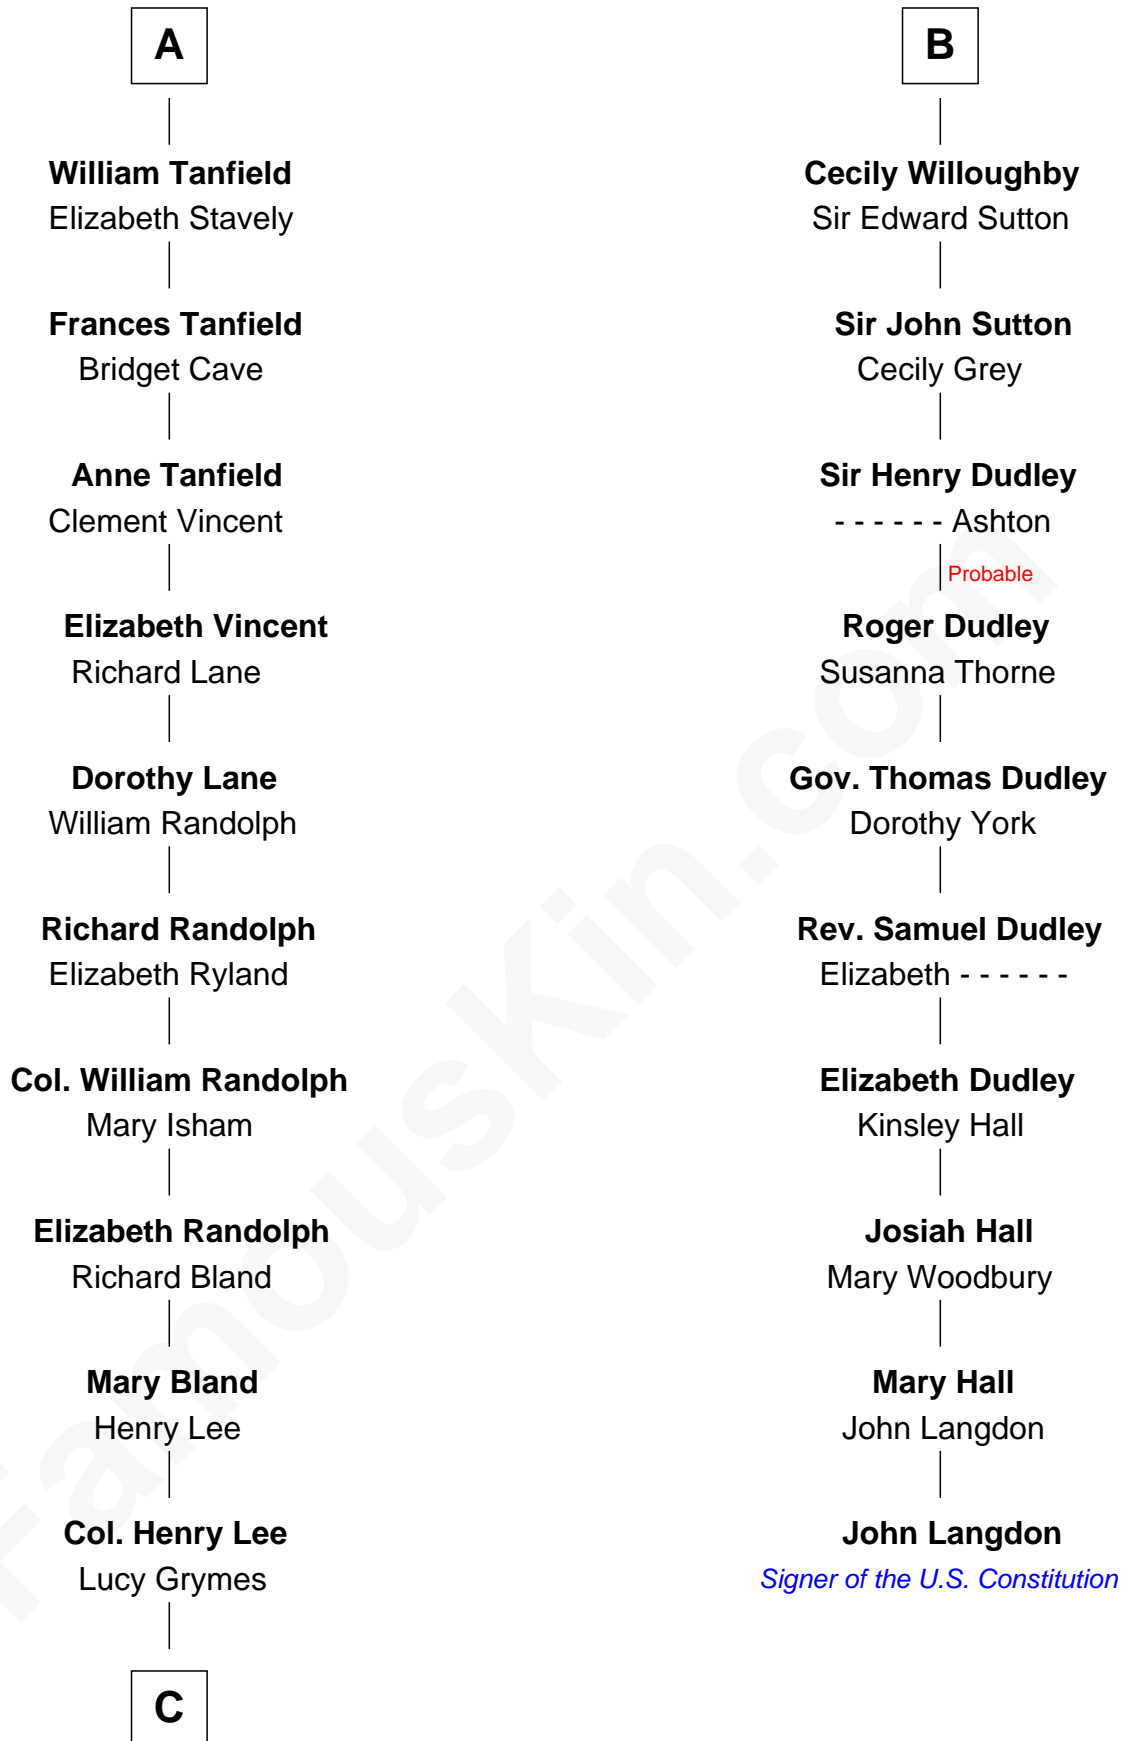 A
William Tanfield
Elizabeth Stavely
Frances Tanfield
Bridget Cave
Anne Tanfield
Clement Vincent
Elizabeth Vincent
Richard Lane
Dorothy Lane
William Randolph
Richard Randolph
Elizabeth Ryland
Col. William Randolph
Mary Isham
Elizabeth Randolph
Richard Bland
Mary Bland
Henry Lee
Col. Henry Lee
Lucy Grymes
C
B
Cecily Willoughby
Sir Edward Sutton
Sir John Sutton
Cecily Grey
Sir Henry Dudley
- - - - - - Ashton
Probable
Roger Dudley
Susanna Thorne
Gov. Thomas Dudley
Dorothy York
Rev. Samuel Dudley
Elizabeth - - - - - -
Elizabeth Dudley
Kinsley Hall
Josiah Hall
Mary Woodbury
Mary Hall
John Langdon
John Langdon
Signer of the U.S. Constitution
FamousKin.com